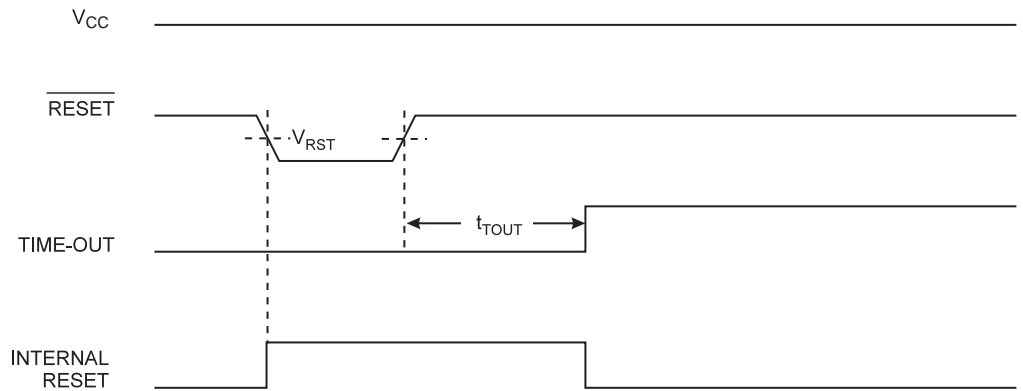 VCC
RESET
VRST
tTOUT
TIME-OUT
INTERNAL
RESET